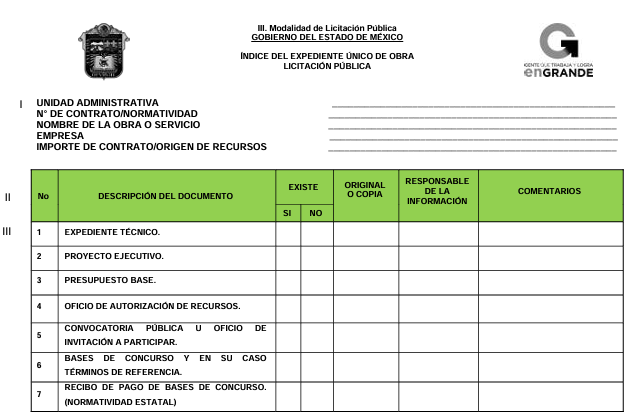 III. Modalidad de Licitación Pública
GOBIERNO DEL ESTADO DE MÉXICO
ÍNDICE DEL EXPEDIENTE ÚNICO DE OBRA
LICITACIÓN PÚBLICA
GENTE QUE TRABAJA Y LOGRA
enGRANDE
I UNIDAD ADMINISTRATIVA
N° DE CONTRATO/NORMATIVIDAD
NOMBRE DE LA OBRA O SERVICIO
EMPRESA
IMPORTE DE CONTRATO/ORIGEN DE RECURSOS
II No DESCRIPCIÓN DEL DOCUMENTO EXISTE SI NO ORIGINAL O COPIA RESPONSABLE DE LA INFORMACIÓN COMENTARIOS
III 1 EXPEDIENTE TÉCNICO.
2 PROYECTO EJECUTIVO.
3 PRESUPUESTO BASE.
4 OFICIO DE AUTORIZACIÓN DE RECURSOS.
5 CONVOCATORIA PÚBLICA U OFICIO DE
INVITACIÓN A PARTICIPAR.
6 BASES DE CONCURSO Y EN SU CASO
TÉRMINOS DE REFERENCIA.
7 RECIBO DE PAGO DE BASES DE CONCURSO.
(NORMATIVIDAD ESTATAL)